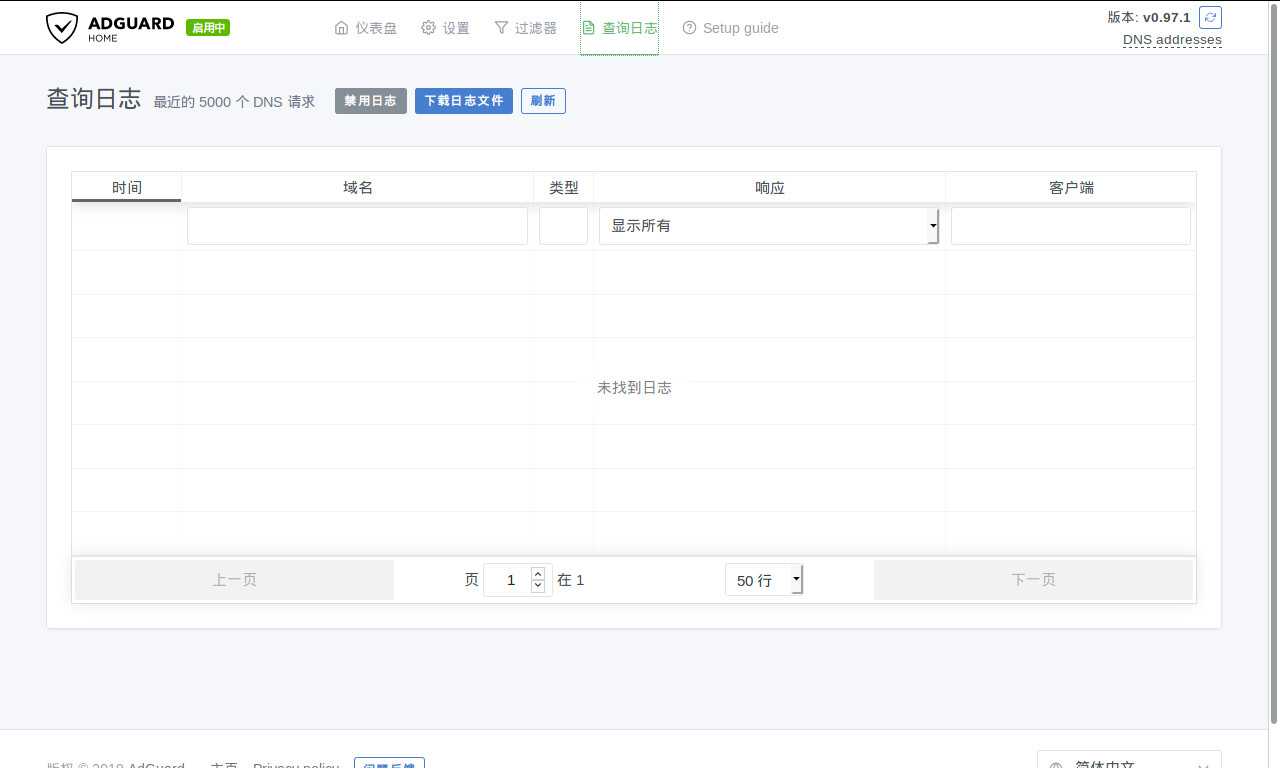 ADGUARD
HOME
启用中
仪表盘
设置
过滤器
查询日志
Setup guide
版本: v0.97.1
DNS addresses
查询日志 最近的 5000 个 DNS 请求
禁用日志
下载日志文件
刷新
时间 域名 类型 响应 客户端
显示所有
未找到日志
上一页
页 1 在 1
50 行
下一页
版权 © 2019 AdGuard
主页
Privacy policy
问题反馈
简体中文